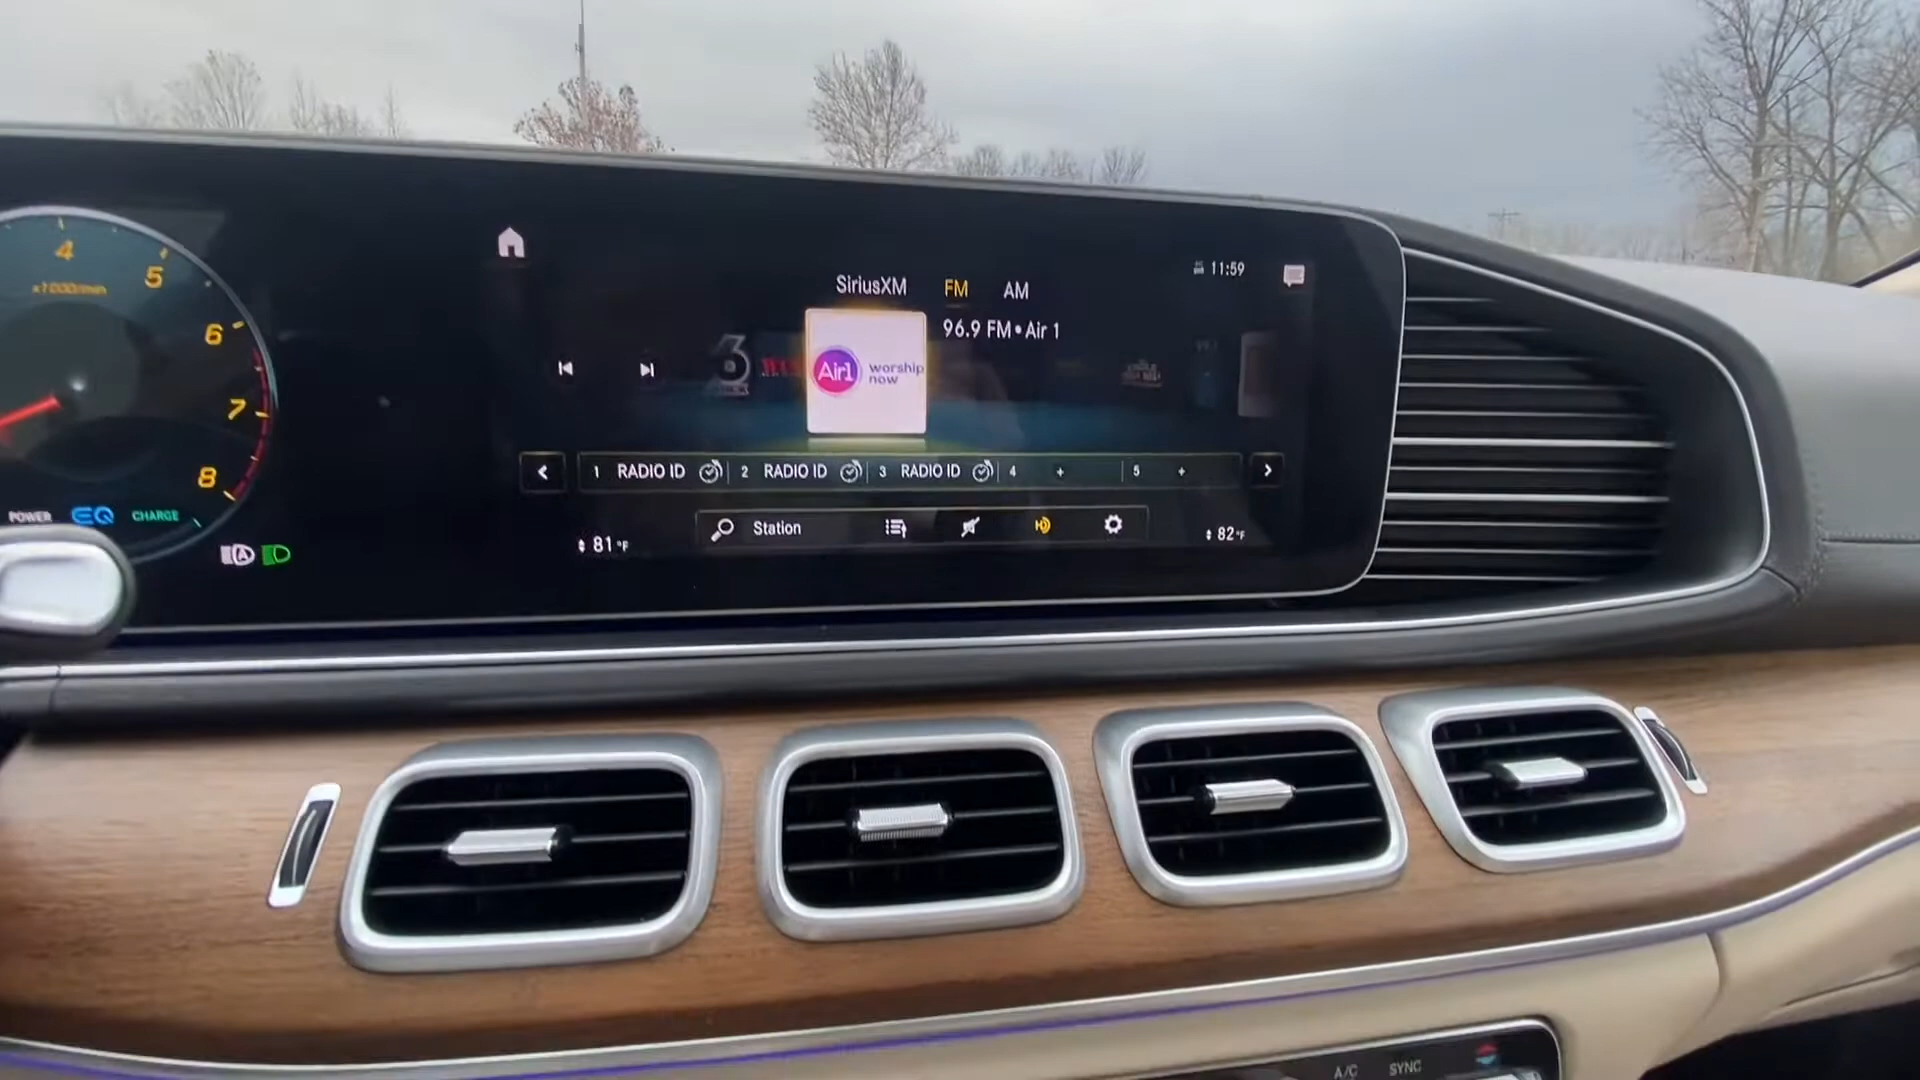 4
5
x1000/min
6
7
8
POWER EQ CHARGE
A
SiriusXM FM AM
11:59
96.9 FM•Air 1
6
Air1 worship
now
1 RADIO ID 2 RADIO ID 3 RADIO ID 4 + 5 +
Station
81 °F
82 °F
A/C SYNC